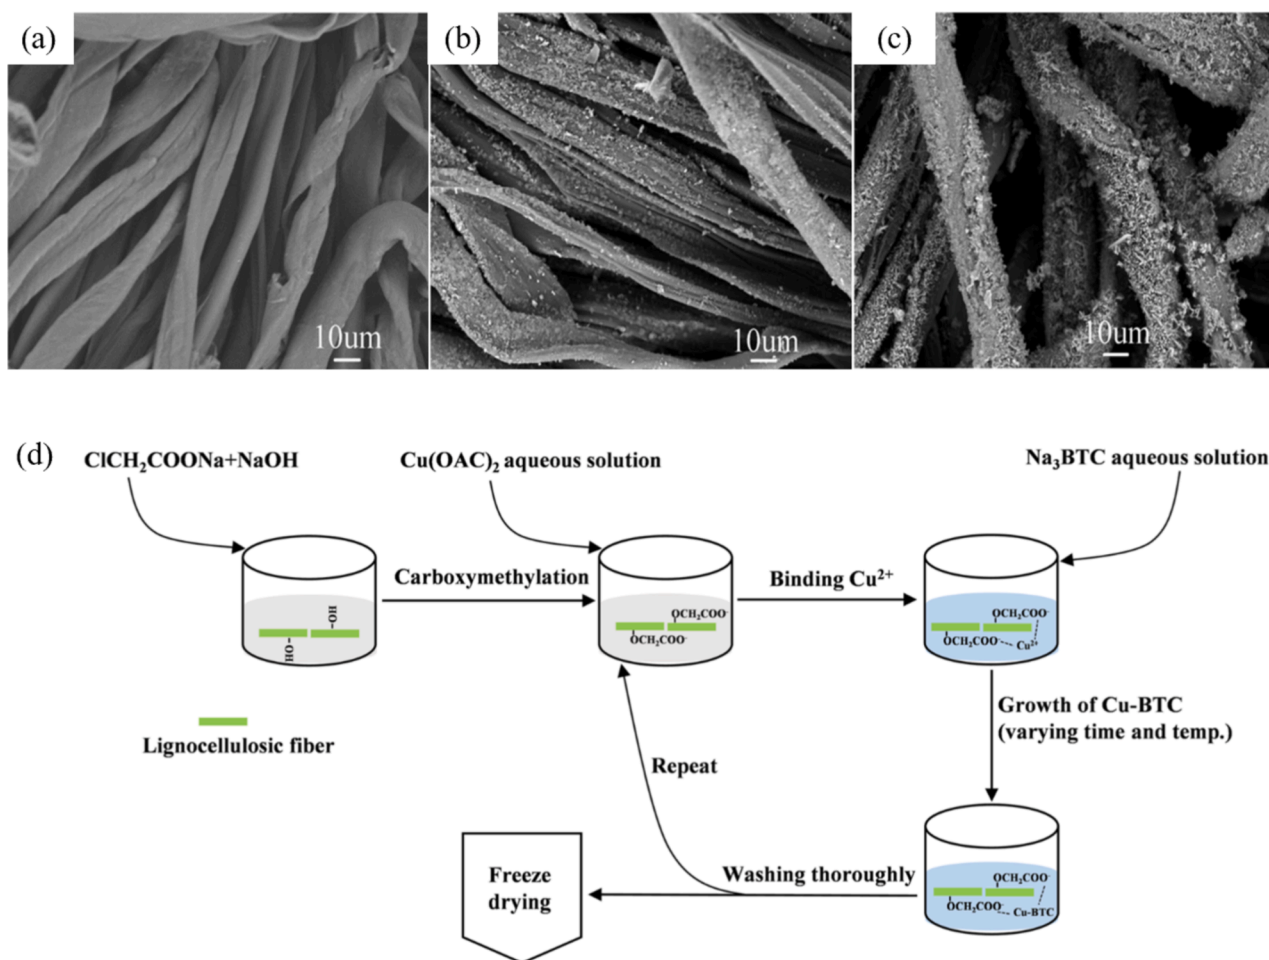 (a)
(b)
(c)
10um
10um
10um
(d)
ClCH₂COONa+NaOH
Cu(OAC)₂ aqueous solution
Na₃BTC aqueous solution
Carboxymethylation
Binding Cu²⁺
HO-
-OH
OCH₂COO⁻
OCH₂COO⁻
OCH₂COO⁻
OCH₂COO⁻
Cu²⁺
Lignocellulosic fiber
Growth of Cu-BTC
(varying time and temp.)
Repeat
Washing thoroughly
Freeze
drying
OCH₂COO⁻
OCH₂COO⁻
Cu-BTC